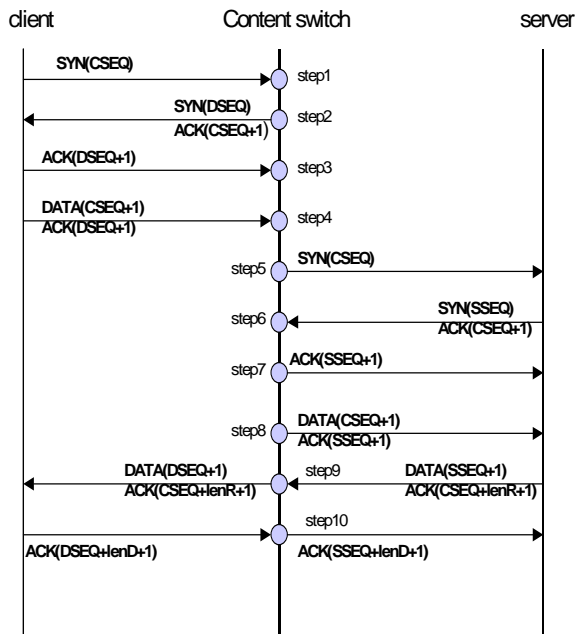 client Content switch server
SYN(CSEQ)
step1
SYN(DSEQ)
step2
ACK(CSEQ+1)
ACK(DSEQ+1)
step3
DATA(CSEQ+1)
step4
ACK(DSEQ+1)
SYN(CSEQ)
step5
SYN(SSEQ)
step6
ACK(CSEQ+1)
ACK(SSEQ+1)
step7
DATA(CSEQ+1)
step8
ACK(SSEQ+1)
DATA(DSEQ+1) step9 DATA(SSEQ+1)
ACK(CSEQ+lenR+1) ACK(CSEQ+lenR+1)
step10
ACK(DSEQ+lenD+1) ACK(SSEQ+lenD+1)